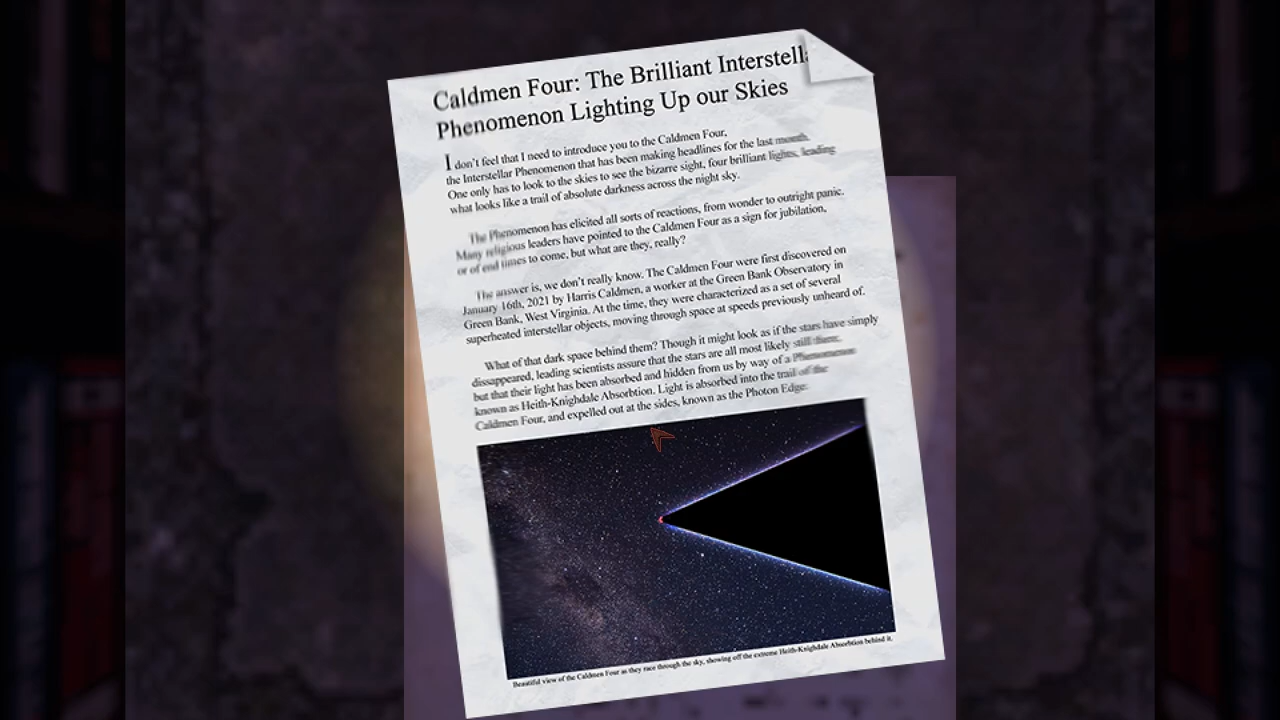 Caldmen Four: The Brilliant Interstell
Phenomenon Lighting Up our Skies
I don't feel that I need to introduce you to the Caldmen Four,
the Interstellar Phenomenon that has been making headlines for the last month.
One only has to look to the skies to see the bizarre sight, four brilliant lights, leading
what looks like a trail of absolute darkness across the night sky.
The Phenomenon has elicited all sorts of reactions, from wonder to outright panic.
Many religious leaders have pointed to the Caldmen Four as a sign for jubilation,
or of end times to come, but what are they, really?
The answer is, we don't really know. The Caldmen Four were first discovered on
January 16th, 2021 by Harris Caldmen, a worker at the Green Bank Observatory in
Green Bank, West Virginia. At the time, they were characterized as a set of several
superheated interstellar objects, moving through space at speeds previously unheard of.
What of that dark space behind them? Though it might look as if the stars have simply
dissappeared, leading scientists assure that the stars are all most likely still there,
but that their light has been absorbed and hidden from us by way of a Phenomenon
known as Heith-Knighdale Absorbtion. Light is absorbed into the trail of the
Caldmen Four, and expelled out at the sides, known as the Photon Edge.
Beautiful view of the Caldmen Four as they race through the sky, showing off the extreme Heith-Knighdale Absorbtion behind it.